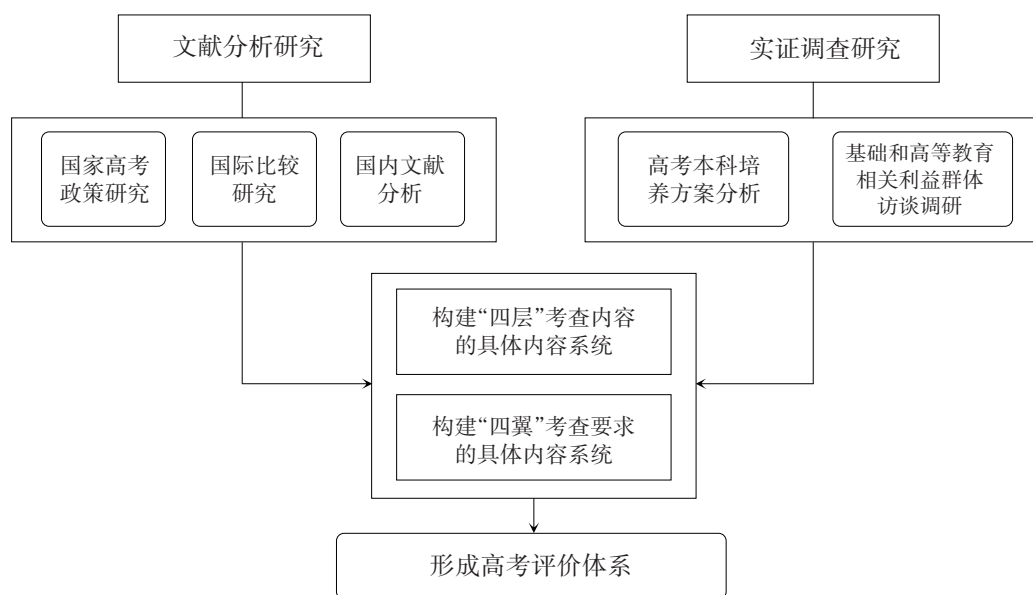 文献分析研究
实证调查研究
国家高考
政策研究
国际比较
研究
国内文献
分析
高考本科培
养方案分析
基础和高等教育
相关利益群体
访谈调研
构建“四层”考查内容
的具体内容系统
构建“四翼”考查要求
的具体内容系统
形成高考评价体系